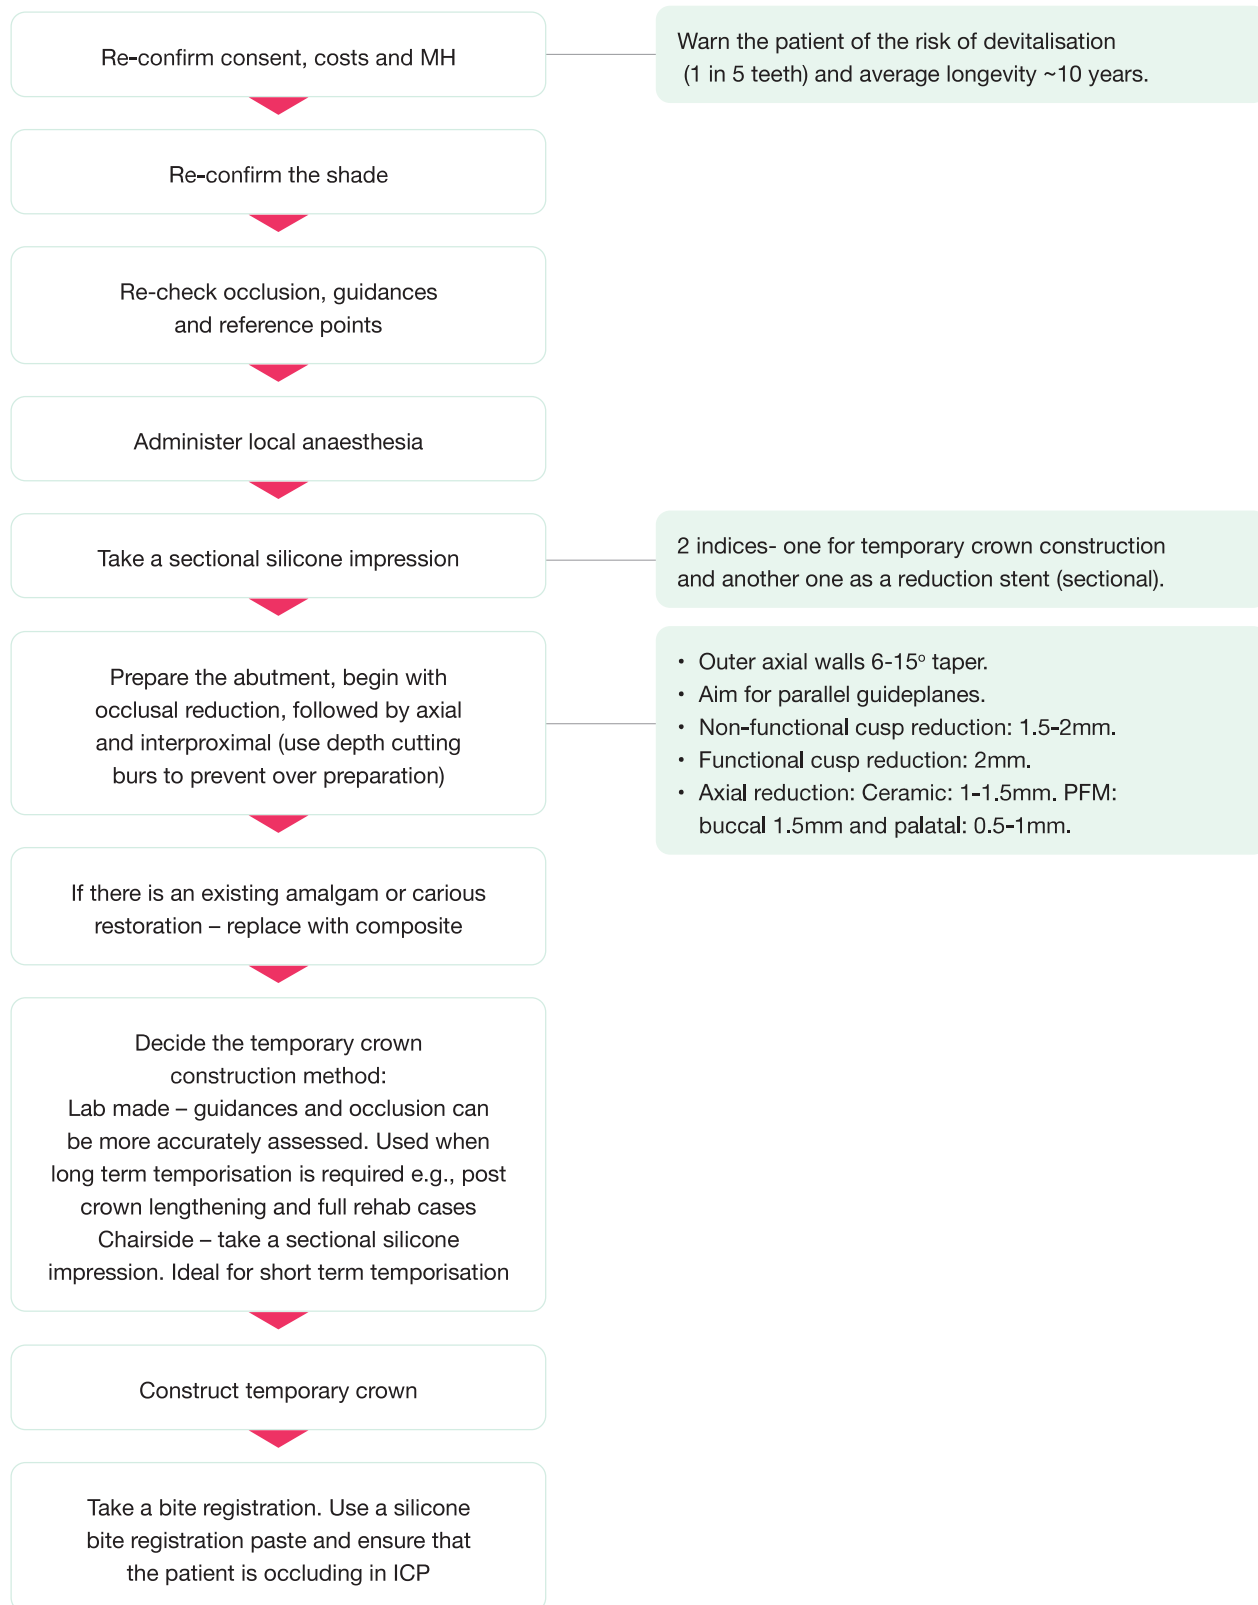 Re-confirm consent, costs and MH
Warn the patient of the risk of devitalisation
(1 in 5 teeth) and average longevity ~10 years.
Re-confirm the shade
Re-check occlusion, guidances
and reference points
Administer local anaesthesia
Take a sectional silicone impression
2 indices- one for temporary crown construction
and another one as a reduction stent (sectional).
Prepare the abutment, begin with
occlusal reduction, followed by axial
and interproximal (use depth cutting
burs to prevent over preparation)
• Outer axial walls 6-15º taper.
• Aim for parallel guideplanes.
• Non-functional cusp reduction: 1.5-2mm.
• Functional cusp reduction: 2mm.
• Axial reduction: Ceramic: 1-1.5mm. PFM:
buccal 1.5mm and palatal: 0.5-1mm.
If there is an existing amalgam or carious
restoration – replace with composite
Decide the temporary crown
construction method:
Lab made – guidances and occlusion can
be more accurately assessed. Used when
long term temporisation is required e.g., post
crown lengthening and full rehab cases
Chairside – take a sectional silicone
impression. Ideal for short term temporisation
Construct temporary crown
Take a bite registration. Use a silicone
bite registration paste and ensure that
the patient is occluding in ICP